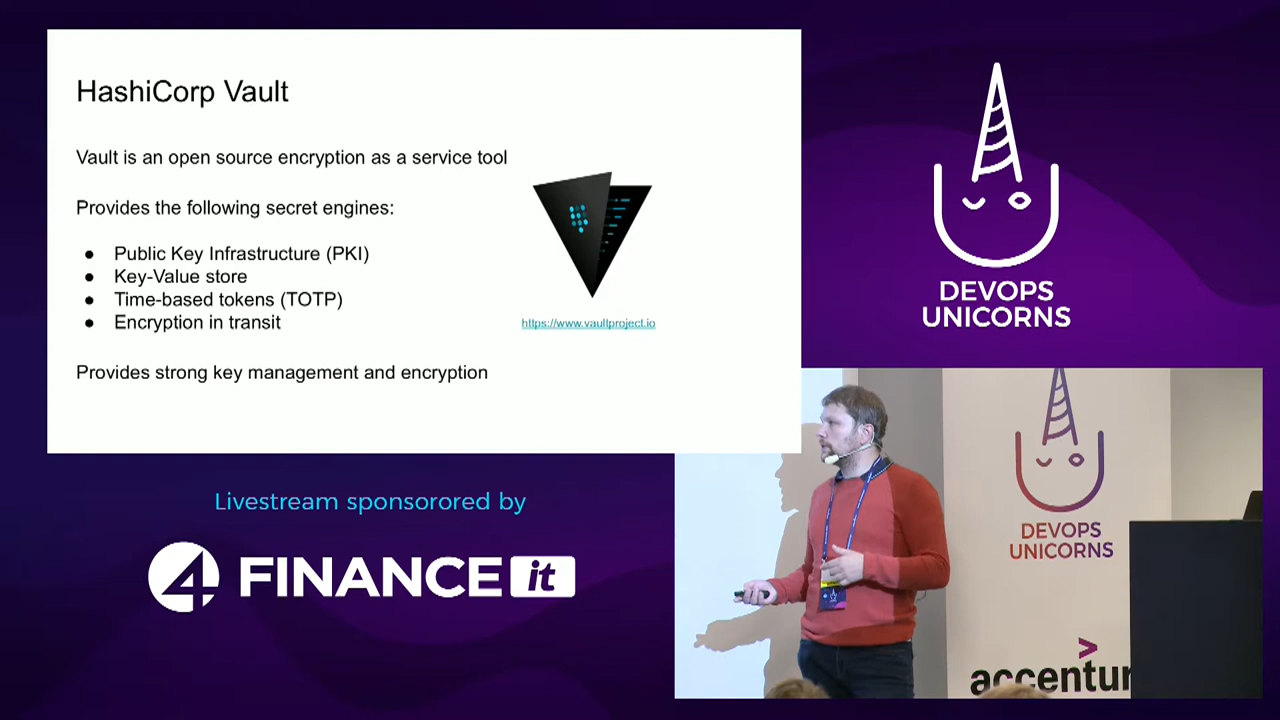 HashiCorp Vault
Vault is an open source encryption as a service tool
Provides the following secret engines:
● Public Key Infrastructure (PKI)
● Key-Value store
● Time-based tokens (TOTP)
● Encryption in transit
https://www.vaultproject.io
Provides strong key management and encryption
DEVOPS
UNICORNS
Livestream sponsorored by
4FINANCE it
DEVOPS
UNICORNS
accentur